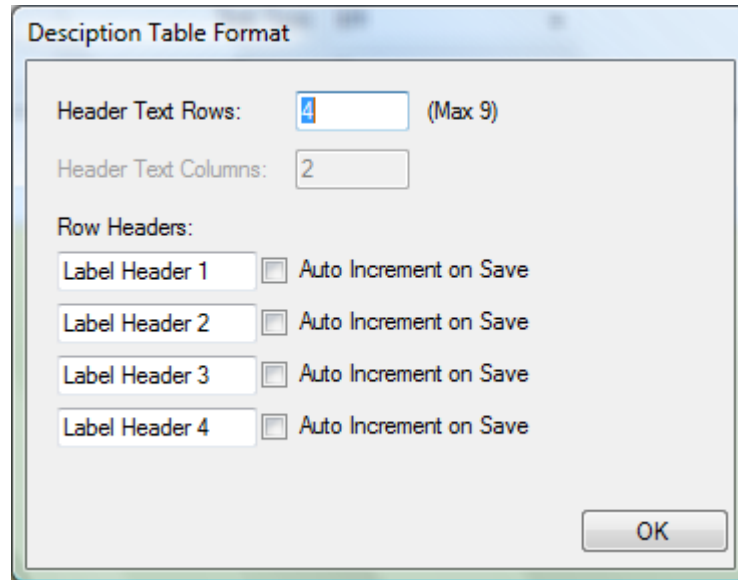 Desciption Table Format
Header Text Rows: 4 (Max 9)
Header Text Columns: 2
Row Headers:
Label Header 1 Auto Increment on Save
Label Header 2 Auto Increment on Save
Label Header 3 Auto Increment on Save
Label Header 4 Auto Increment on Save
OK